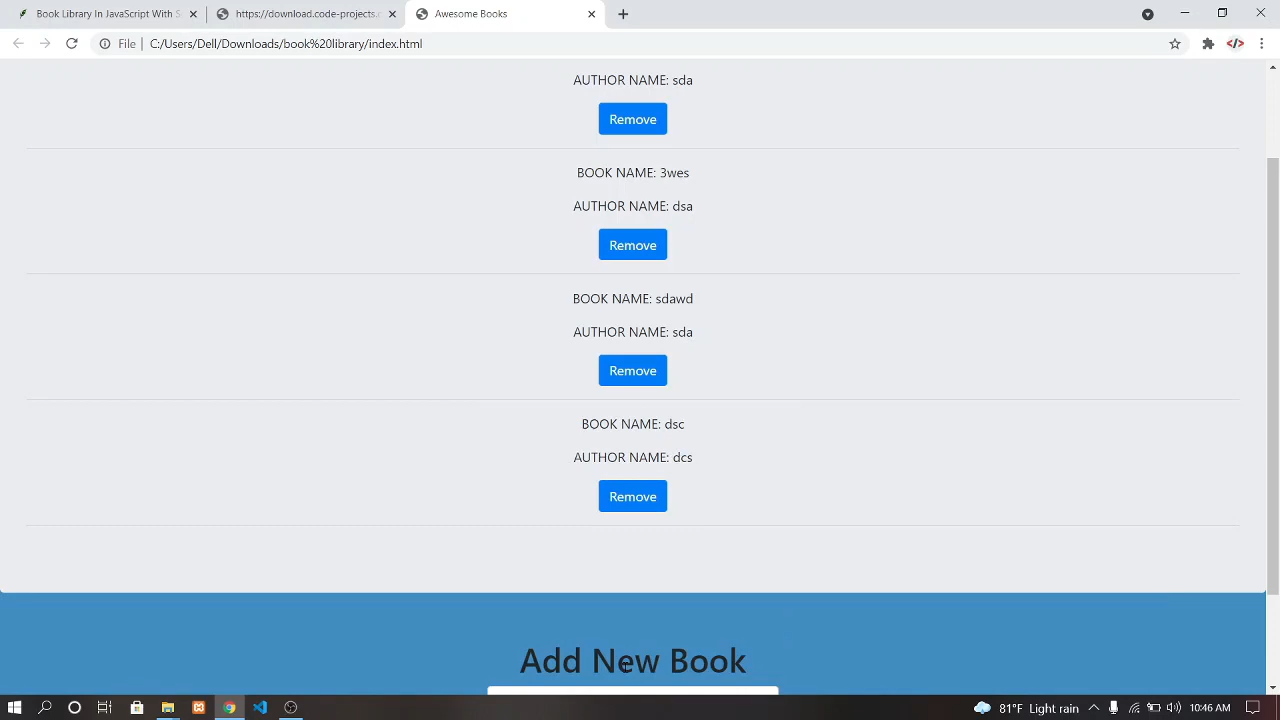 Book Library In JavaScript With S
https://download.code-projects.o
Awesome Books
File
C:/Users/Dell/Downloads/book%20library/index.html
AUTHOR NAME: sda
Remove
BOOK NAME: 3wes
AUTHOR NAME: dsa
Remove
BOOK NAME: sdawd
AUTHOR NAME: sda
Remove
BOOK NAME: dsc
AUTHOR NAME: dcs
Remove
Add New Book
81°F Light rain
10:46 AM